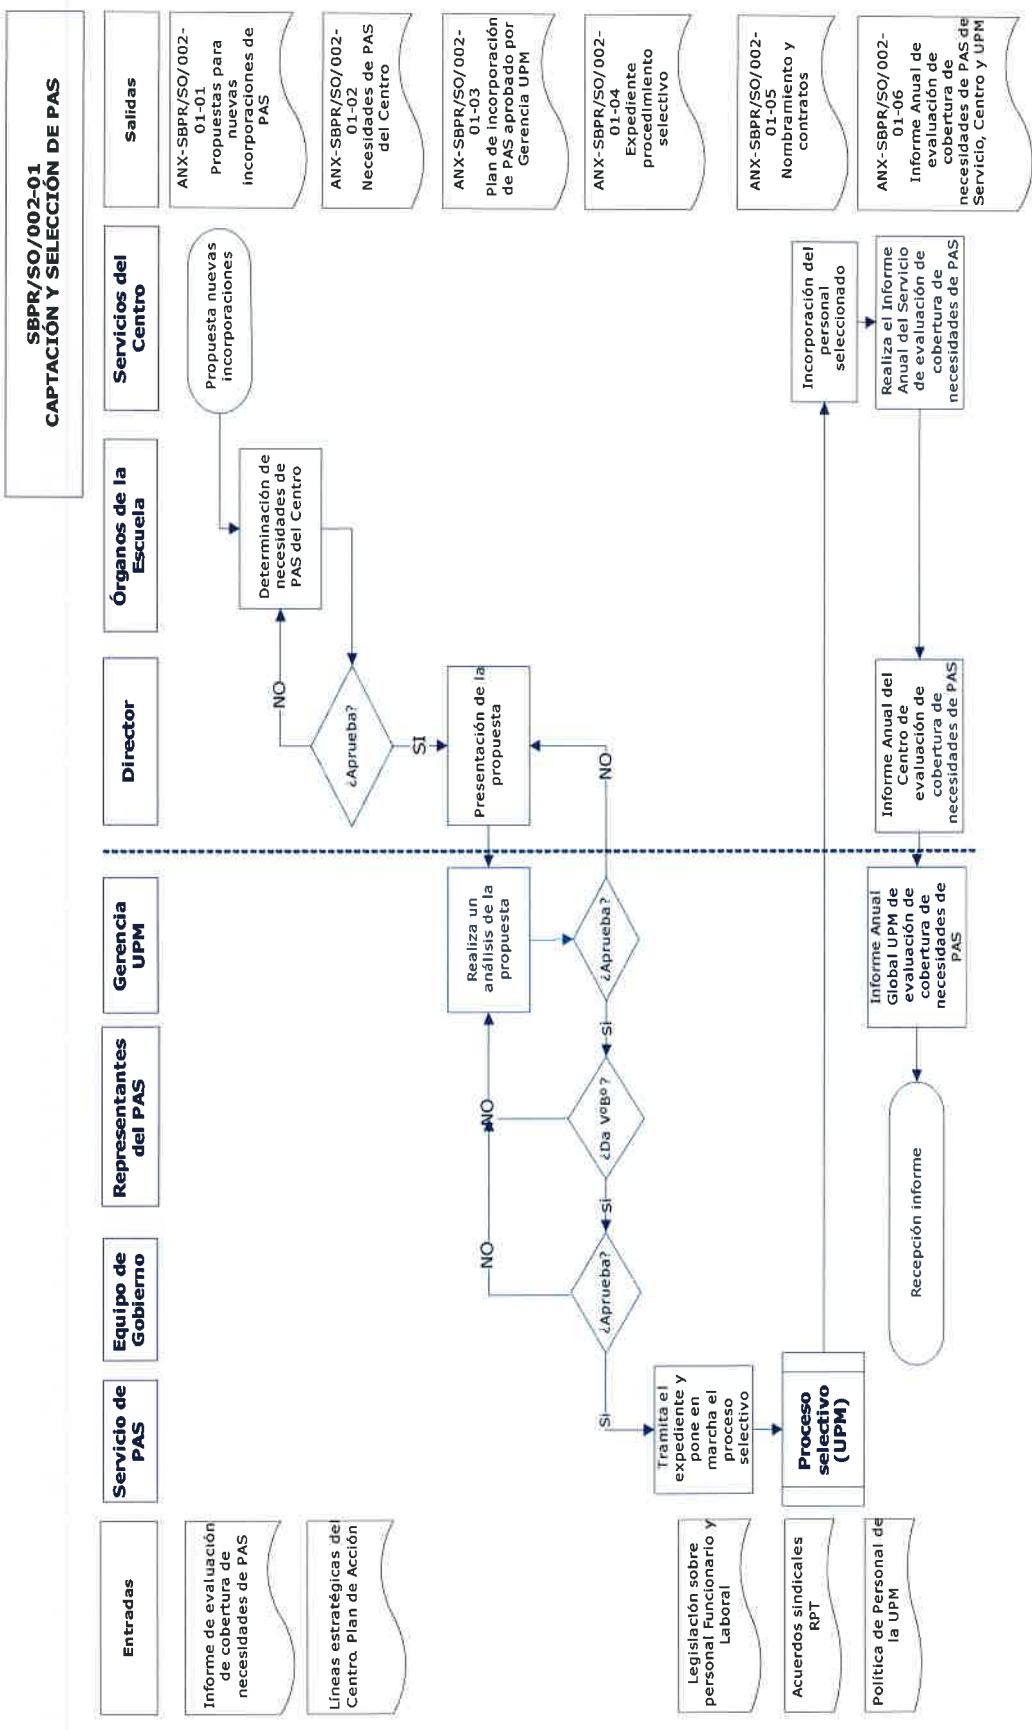 SBPR/SO/002-01
CAPTACIÓN Y SELECCIÓN DE PAS
Entradas
Servicio de
PAS
Equipo de
Gobierno
Representantes
del PAS
Gerencia
UPM
Director
Órganos de la
Escuela
Servicios del
Centro
Salidas
Informe de evaluación
de cobertura de
necesidades de PAS
Líneas estratégicas del
Centro. Plan de Acción
Legislación sobre
personal Funcionario y
Laboral
Acuerdos sindicales
RPT
Política de Personal de
la UPM
Propuesta nuevas
incorporaciones
Determinación de
necesidades de
PAS del Centro
¿Aprueba?
NO
SI
Presentación de la
propuesta
Realiza un
análisis de la
propuesta
¿Aprueba?
NO
Si
¿Da VºBº?
NO
Si
¿Aprueba?
NO
Si
Tramita el
expediente y
pone en
marcha el
proceso
selectivo
Proceso
selectivo
(UPM)
Incorporación del
personal
seleccionado
Realiza el Informe
Anual del Servicio
de evaluación de
cobertura de
necesidades de PAS
Informe Anual del
Centro de
evaluación de
cobertura de
necesidades de PAS
Informe Anual
Global UPM de
evaluación de
cobertura de
necesidades de
PAS
Recepción informe
ANX-SBPR/SO/002-
01-01
Propuestas para
nuevas
incorporaciones de
PAS
ANX-SBPR/SO/002-
01-02
Necesidades de PAS
del Centro
ANX-SBPR/SO/002-
01-03
Plan de incorporación
de PAS aprobado por
Gerencia UPM
ANX-SBPR/SO/002-
01-04
Expediente
procedimiento
selectivo
ANX-SBPR/SO/002-
01-05
Nombramiento y
contratos
ANX-SBPR/SO/002-
01-06
Informe Anual de
evaluación de
cobertura de
necesidades de PAS de
Servicio, Centro y UPM